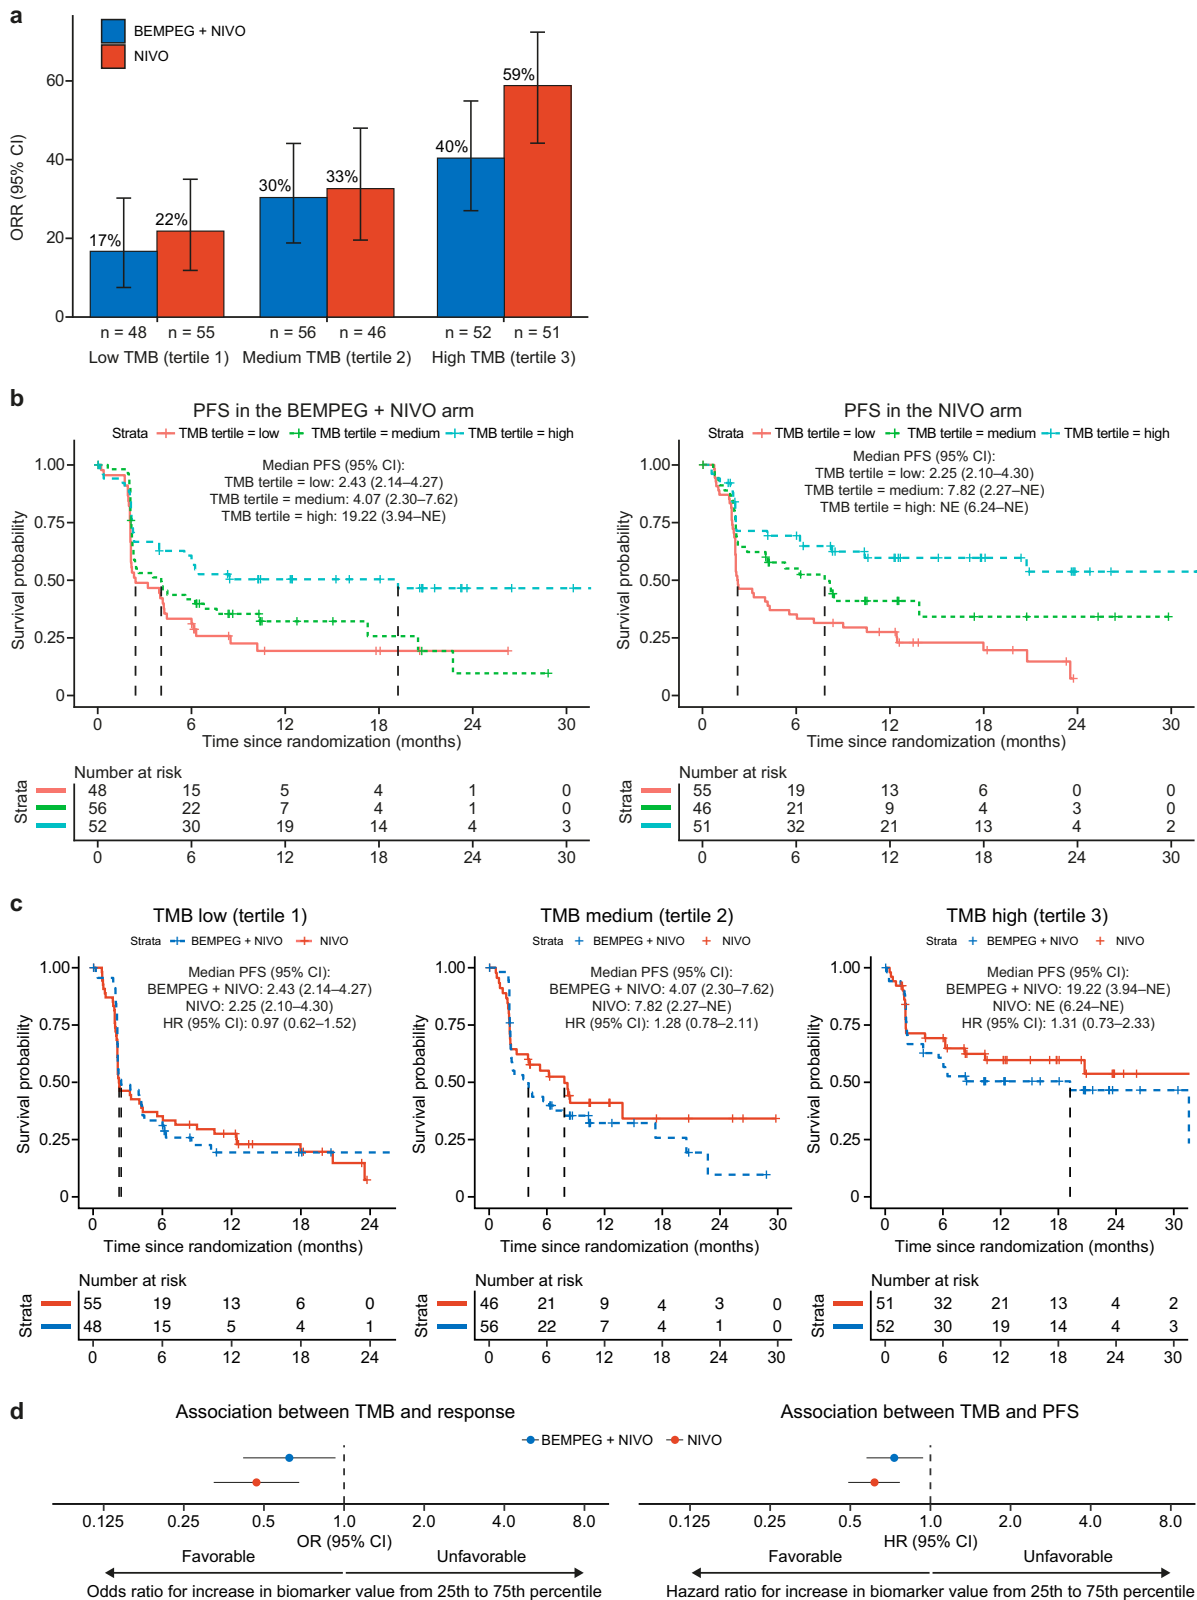 a
BEMPEG + NIVO
NIVO
ORR (95% CI)
60
40
20
0
17%
22%
30%
33%
40%
59%
n = 48 n = 55 n = 56 n = 46 n = 52 n = 51
Low TMB (tertile 1) Medium TMB (tertile 2) High TMB (tertile 3)
b
PFS in the BEMPEG + NIVO arm
Strata TMB tertile = low TMB tertile = medium TMB tertile = high
Median PFS (95% CI):
TMB tertile = low: 2.43 (2.14–4.27)
TMB tertile = medium: 4.07 (2.30–7.62)
TMB tertile = high: 19.22 (3.94–NE)
Survival probability
1.00
0.75
0.50
0.25
0
0 6 12 18 24 30
Time since randomization (months)
Number at risk
Strata
48 15 5 4 1 0
56 22 7 4 1 0
52 30 19 14 4 3
0 6 12 18 24 30
PFS in the NIVO arm
Strata TMB tertile = low TMB tertile = medium TMB tertile = high
Median PFS (95% CI):
TMB tertile = low: 2.25 (2.10–4.30)
TMB tertile = medium: 7.82 (2.27–NE)
TMB tertile = high: NE (6.24–NE)
Survival probability
1.00
0.75
0.50
0.25
0
0 6 12 18 24 30
Time since randomization (months)
Number at risk
Strata
55 19 13 6 0 0
46 21 9 4 3 0
51 32 21 13 4 2
0 6 12 18 24 30
c
TMB low (tertile 1)
Strata BEMPEG + NIVO NIVO
Median PFS (95% CI):
BEMPEG + NIVO: 2.43 (2.14–4.27)
NIVO: 2.25 (2.10–4.30)
HR (95% CI): 0.97 (0.62–1.52)
Survival probability
1.00
0.75
0.50
0.25
0
0 6 12 18 24
Time since randomization (months)
Number at risk
Strata
55 19 13 6 0
48 15 5 4 1
0 6 12 18 24
TMB medium (tertile 2)
Strata BEMPEG + NIVO NIVO
Median PFS (95% CI):
BEMPEG + NIVO: 4.07 (2.30–7.62)
NIVO: 7.82 (2.27–NE)
HR (95% CI): 1.28 (0.78–2.11)
Survival probability
1.00
0.75
0.50
0.25
0
0 6 12 18 24 30
Time since randomization (months)
Number at risk
Strata
46 21 9 4 3 0
56 22 7 4 1 0
0 6 12 18 24 30
TMB high (tertile 3)
Strata BEMPEG + NIVO NIVO
Median PFS (95% CI):
BEMPEG + NIVO: 19.22 (3.94–NE)
NIVO: NE (6.24–NE)
HR (95% CI): 1.31 (0.73–2.33)
Survival probability
1.00
0.75
0.50
0.25
0
0 6 12 18 24 30
Time since randomization (months)
Number at risk
Strata
51 32 21 13 4 2
52 30 19 14 4 3
0 6 12 18 24 30
d
Association between TMB and response
BEMPEG + NIVO NIVO
0.125 0.25 0.5 1.0 2.0 4.0 8.0
OR (95% CI)
Favorable Unfavorable
Odds ratio for increase in biomarker value from 25th to 75th percentile
Association between TMB and PFS
0.125 0.25 0.5 1.0 2.0 4.0 8.0
HR (95% CI)
Favorable Unfavorable
Hazard ratio for increase in biomarker value from 25th to 75th percentile